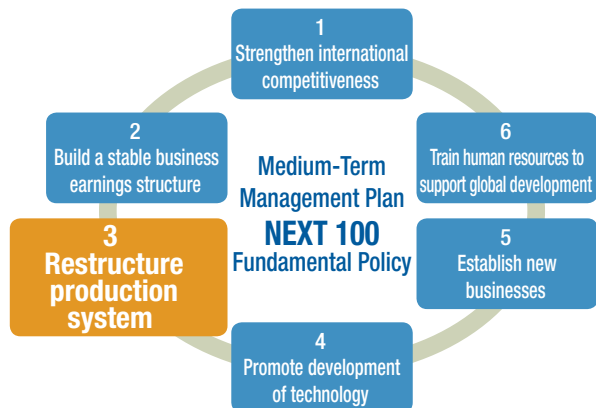 1
Strengthen international
competitiveness
2
Build a stable business
earnings structure
3
Restructure
production
system
4
Promote development
of technology
5
Establish new
businesses
6
Train human resources to
support global development
Medium-Term
Management Plan
NEXT 100
Fundamental Policy